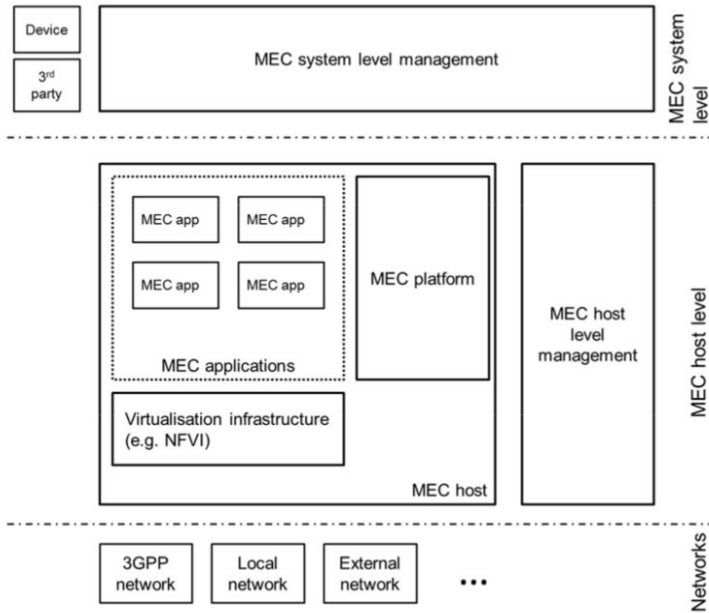 Device
3rd
party
MEC system level management
MEC system
level
MEC app
MEC app
MEC app
MEC app
MEC applications
MEC platform
Virtualisation infrastructure
(e.g. NFVI)
MEC host
MEC host
level
management
MEC host level
3GPP
network
Local
network
External
network
...
Networks